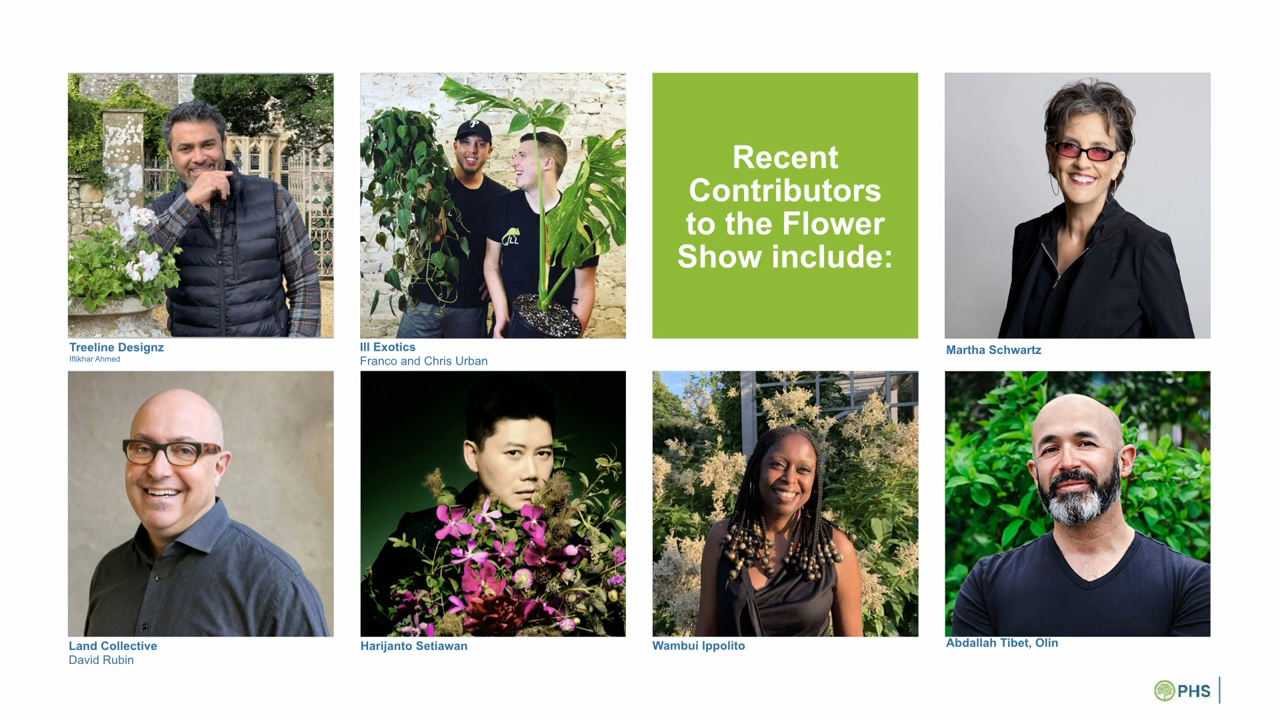 Recent
Contributors
to the Flower
Show include:
Treeline Designz
Iftikhar Ahmed
Ill Exotics
Franco and Chris Urban
Martha Schwartz
Land Collective
David Rubin
Harijanto Setiawan
Wambui Ippolito
Abdallah Tibet, Olin
PHS